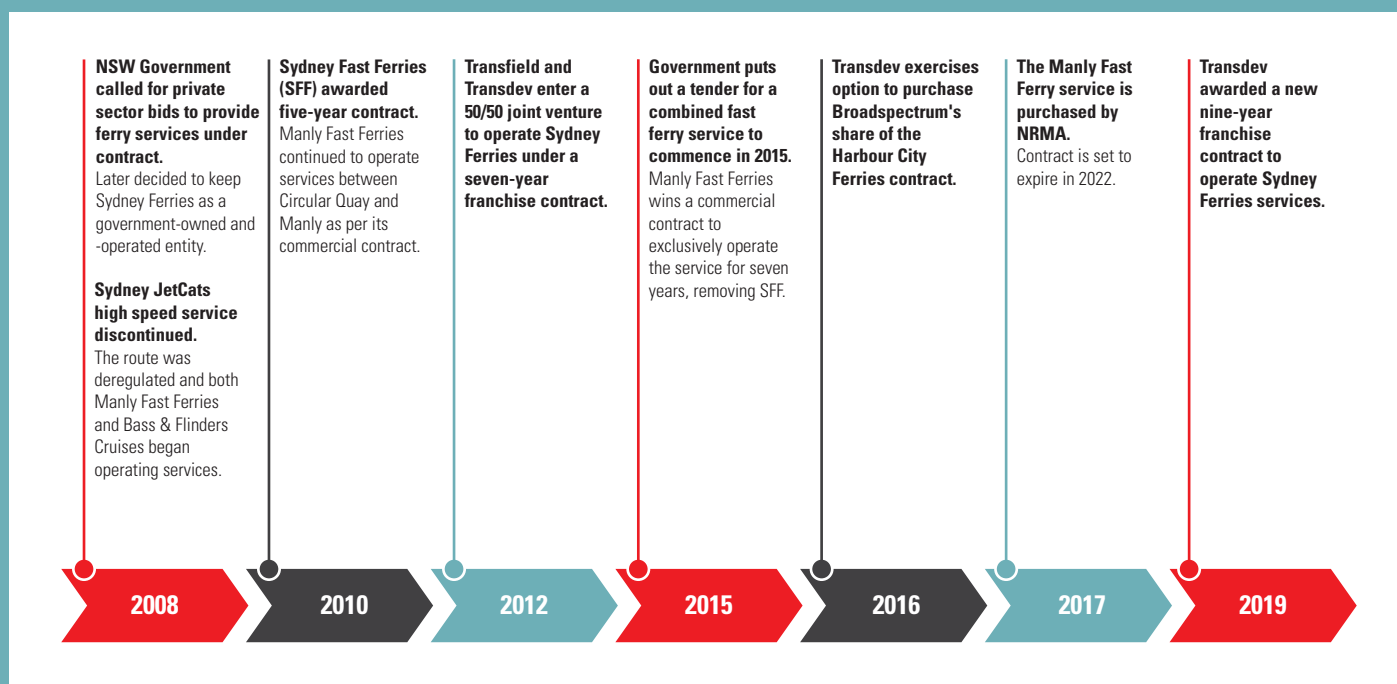 NSW Government
called for private
sector bids to provide
ferry services under
contract.
Later decided to keep
Sydney Ferries as a
government-owned and
-operated entity.
Sydney JetCats
high speed service
discontinued.
The route was
deregulated and both
Manly Fast Ferries
and Bass & Flinders
Cruises began
operating services.
Sydney Fast Ferries
(SFF) awarded
five-year contract.
Manly Fast Ferries
continued to operate
services between
Circular Quay and
Manly as per its
commercial contract.
Transfield and
Transdev enter a
50/50 joint venture
to operate Sydney
Ferries under a
seven-year
franchise contract.
Government puts
out a tender for a
combined fast
ferry service to
commence in 2015.
Manly Fast Ferries
wins a commercial
contract to
exclusively operate
the service for seven
years, removing SFF.
Transdev exercises
option to purchase
Broadspectrum's
share of the
Harbour City
Ferries contract.
The Manly Fast
Ferry service is
purchased by
NRMA.
Contract is set to
expire in 2022.
Transdev
awarded a new
nine-year
franchise
contract to
operate Sydney
Ferries services.
2008
2010
2012
2015
2016
2017
2019